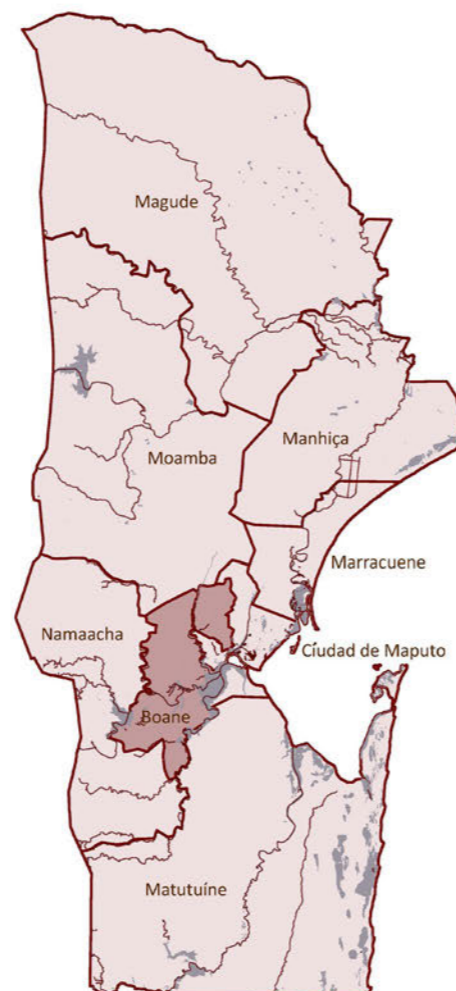 Magude
Manhiça
Moamba
Marracuene
Namaacha
Ciudad de Maputo
Boane
Matutuíne